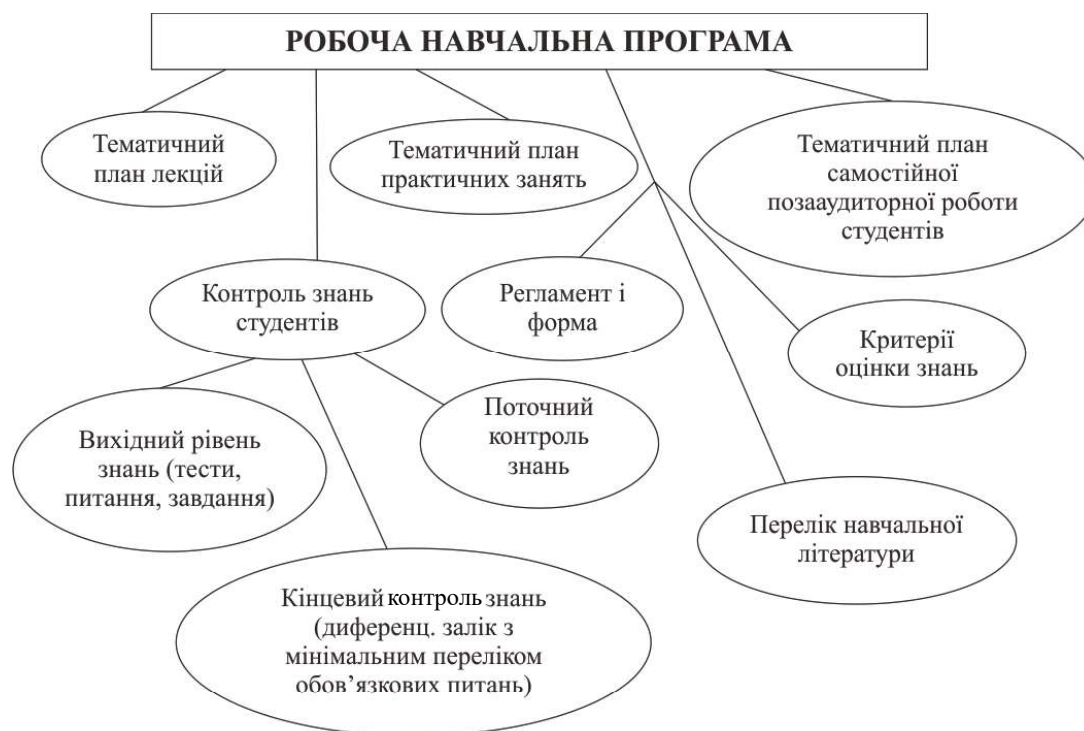 РОБОЧА НАВЧАЛЬНА ПРОГРАМА
Тематичний
план лекцій
Тематичний план
практичних занять
Тематичний план
самостійної
позааудиторної роботи
студентів
Контроль знань
студентів
Регламент і
форма
Критерії
оцінки знань
Вихідний рівень
знань (тести,
питання, завдання)
Поточний
контроль
знань
Перелік навчальної
літератури
Кінцевий контроль знань
(диференц. залік з
мінімальним переліком
обов’язкових питань)